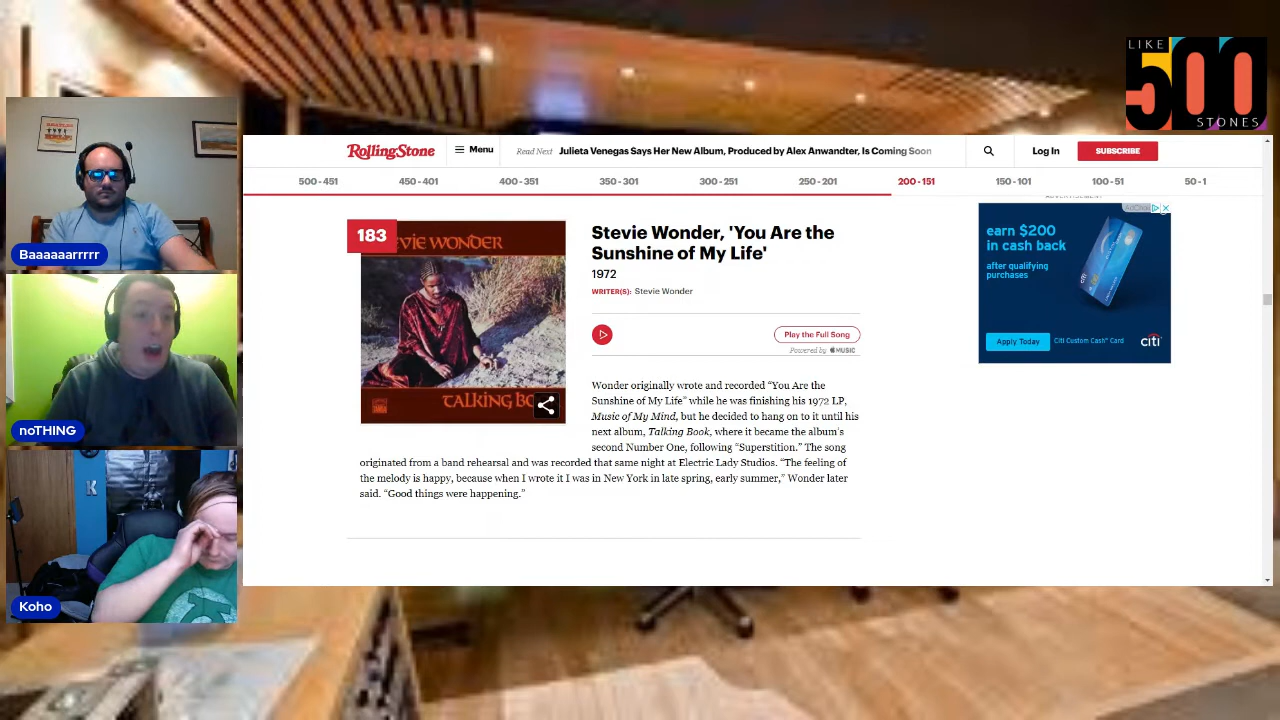 LIKE
500
STONES
RollingStone
Menu
Read Next Julieta Venegas Says Her New Album, Produced by Alex Anwandter, Is Coming Soon
Log In
SUBSCRIBE
500 - 451
450 - 401
400 - 351
350 - 301
300 - 251
250 - 201
200 - 151
150 - 101
100 - 51
50 - 1
ADVERTISEMENT
183
EVIE WONDER
TALKING BO
Stevie Wonder, 'You Are the
Sunshine of My Life'
1972
WRITER(S): Stevie Wonder
Play the Full Song
Powered by MUSIC
Wonder originally wrote and recorded “You Are the
Sunshine of My Life” while he was finishing his 1972 LP,
Music of My Mind, but he decided to hang on to it until his
next album, Talking Book, where it became the album’s
second Number One, following “Superstition.” The song
originated from a band rehearsal and was recorded that same night at Electric Lady Studios. “The feeling of
the melody is happy, because when I wrote it I was in New York in late spring, early summer,” Wonder later
said. “Good things were happening.”
AdChoices
earn $200
in cash back
after qualifying
purchases
citi
Apply Today
Citi Custom Cash® Card
citi
Baaaaaarrrrr
noTHING
K
Koho